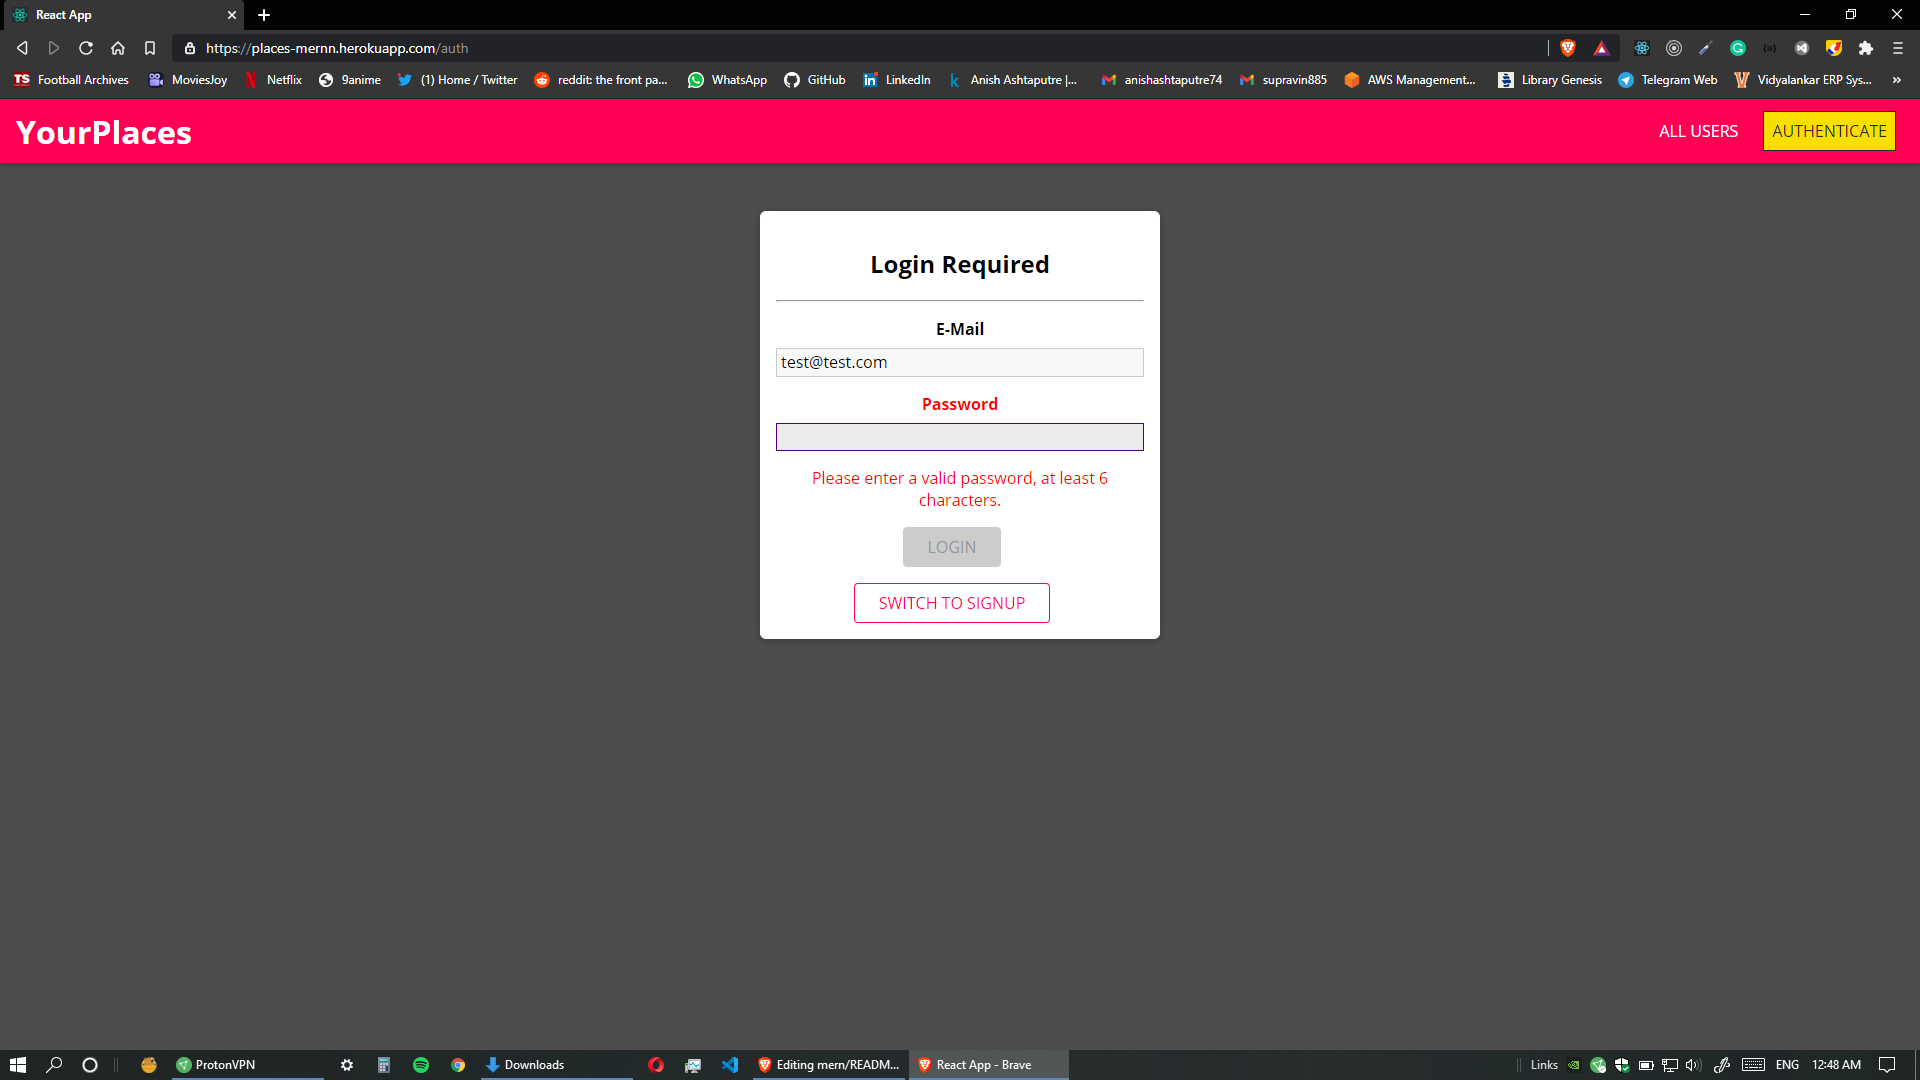 React App
https://places-mernn.herokuapp.com/auth
TS Football Archives MoviesJoy Netflix 9anime (1) Home / Twitter reddit: the front pa... WhatsApp GitHub LinkedIn Anish Ashtaputre |... anishashtaputre74 supravin885 AWS Management... Library Genesis Telegram Web Vidyalankar ERP Sys... »
YourPlaces ALL USERS AUTHENTICATE
Login Required
E-Mail
test@test.com
Password
Please enter a valid password, at least 6
characters.
LOGIN
SWITCH TO SIGNUP
ProtonVPN Downloads Editing mern/READM... React App - Brave Links ENG 12:48 AM